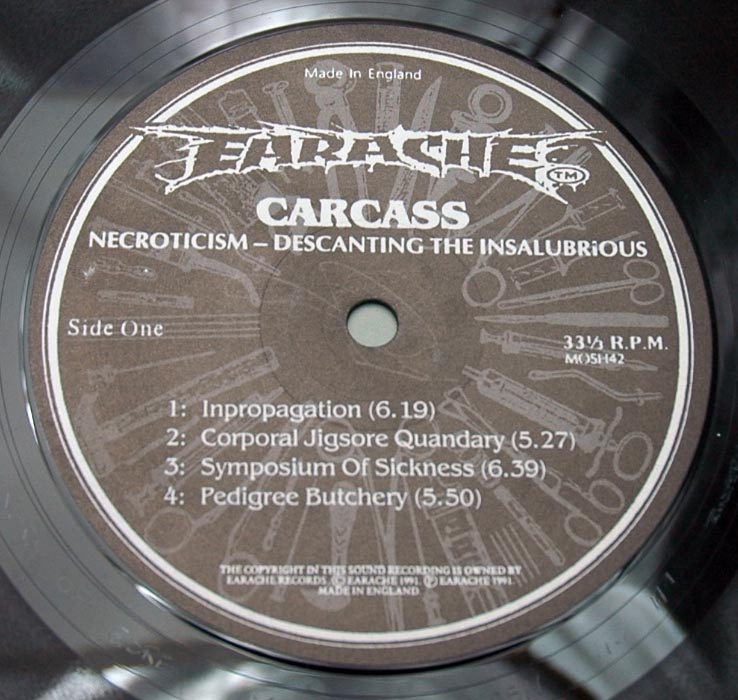 Made In England
EARACHE TM
CARCASS
NECROTICISM – DESCANTING THE INSALUBRiOUS
Side One
33⅓ R.P.M.
MOSH42
1: Inpropagation (6.19)
2: Corporal Jigsore Quandary (5.27)
3: Symposium Of Sickness (6.39)
4: Pedigree Butchery (5.50)
THE COPYRIGHT IN THIS SOUND RECORDING IS OWNED BY
EARACHE RECORDS. Ⓒ EARACHE 1991. Ⓟ EARACHE 1991.
MADE IN ENGLAND